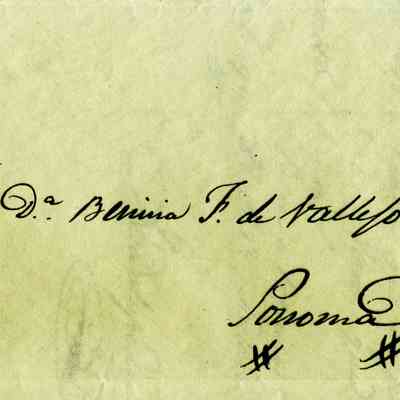 D.ª Benicia F. de Vallejo
Sonoma